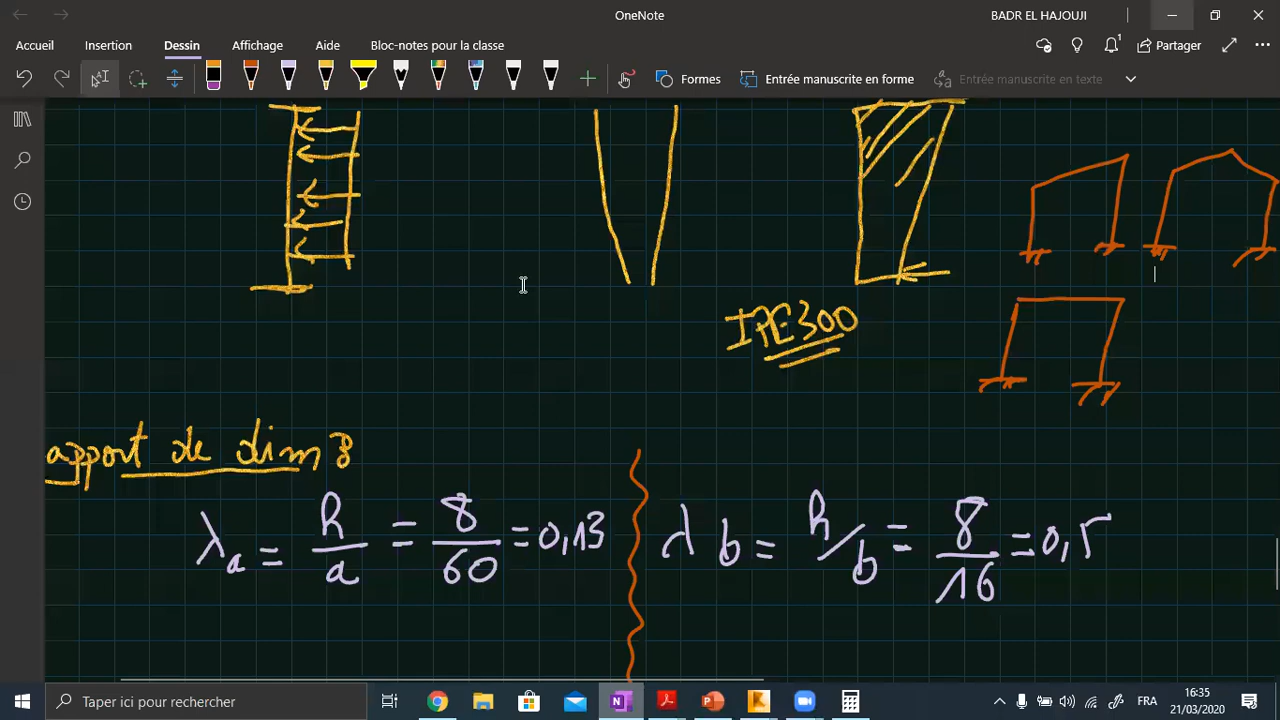 OneNote
BADR EL HAJOUJI
Accueil Insertion Dessin Affichage Aide Bloc-notes pour la classe
Partager
Formes Entrée manuscrite en forme Entrée manuscrite en texte
IPE300
apport de dim
λa = h/a = 8/60 = 0,13
λb = h/b = 8/16 = 0,5
Taper ici pour rechercher
FRA
16:35
21/03/2020